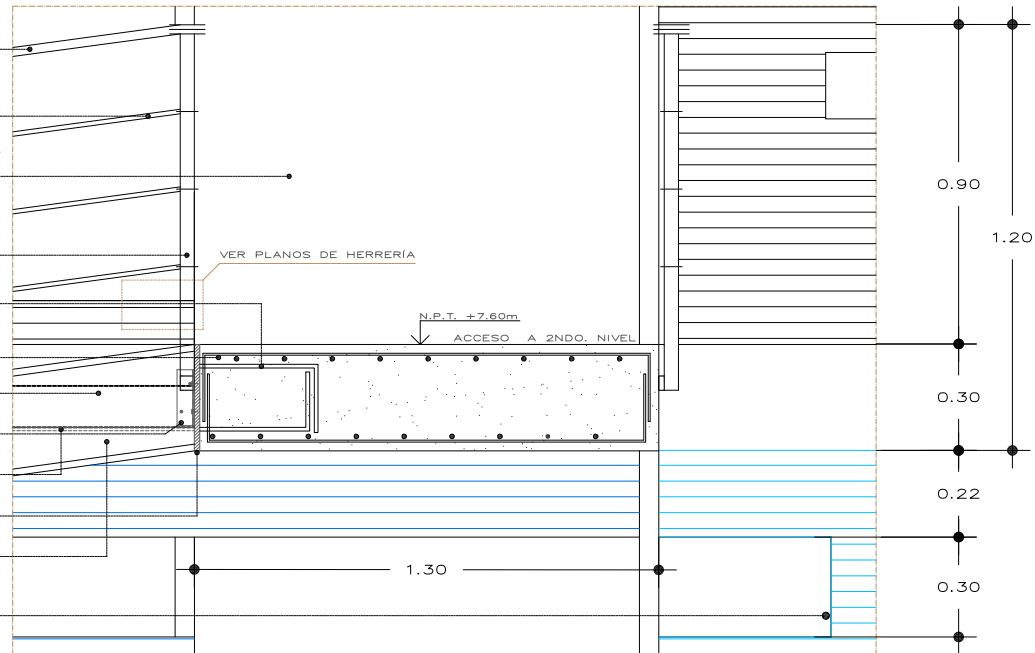 0.90
1.20
VER PLANOS DE HERRERÍA
N.P.T. +7.60m
ACCESO A 2NDO. NIVEL
0.30
0.22
1.30
0.30